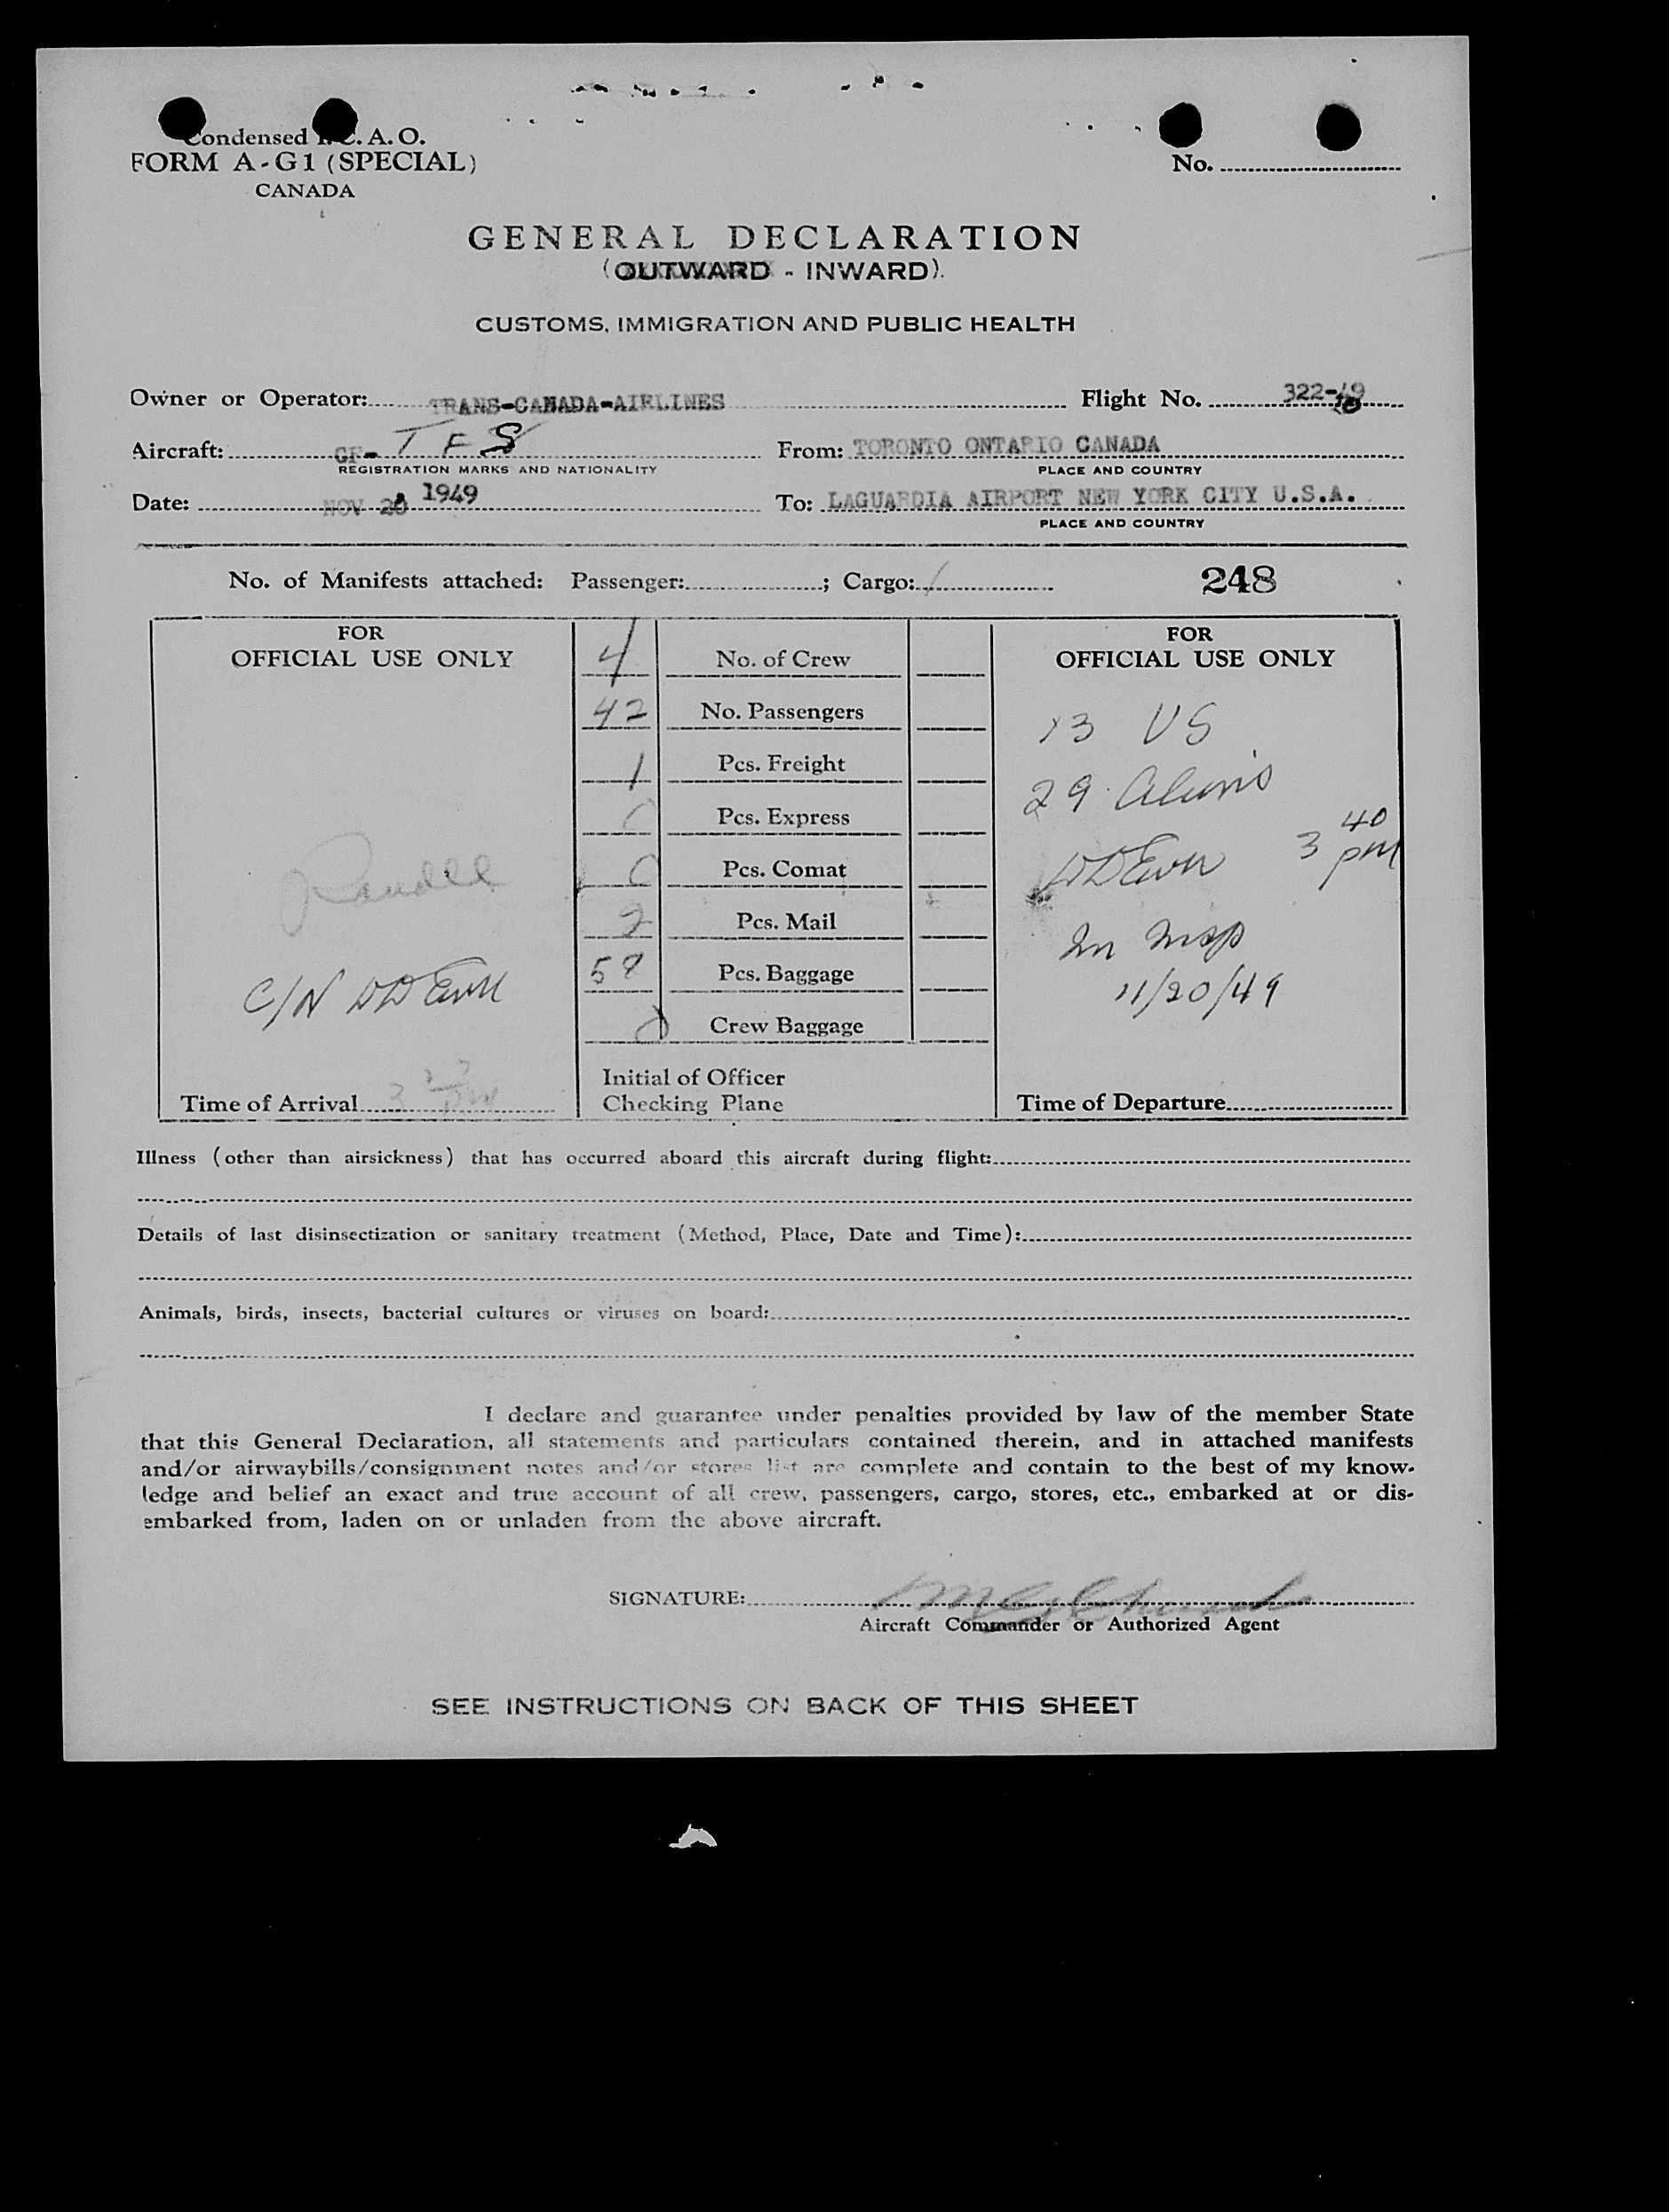 Condensed I.C.A.O.
FORM A-G1 (SPECIAL)
CANADA
No.
GENERAL DECLARATION
(OUTWARD - INWARD).
CUSTOMS, IMMIGRATION AND PUBLIC HEALTH
Owner or Operator: TRANS-CANADA-AIRLINES Flight No. 322-
Aircraft: CF- T F S From: TORONTO ONTARIO CANADA
REGISTRATION MARKS AND NATIONALITY PLACE AND COUNTRY
Date: NOV 20 1949 To: LAGUARDIA AIRPORT NEW YORK CITY U.S.A.
PLACE AND COUNTRY
No. of Manifests attached: Passenger: ; Cargo: / 248
FOR
OFFICIAL USE ONLY
4 No. of Crew
42 No. Passengers
1 Pcs. Freight
0 Pcs. Express
0 Pcs. Comat
2 Pcs. Mail
Pcs. Baggage
Crew Baggage
C/N
Time of Arrival
Initial of Officer
Checking Plane
FOR
OFFICIAL USE ONLY
13 US
29 Aliens
3 40 pm
In Insp
11/20/49
Time of Departure
Illness (other than airsickness) that has occurred aboard this aircraft during flight:
Details of last disinsectization or sanitary treatment (Method, Place, Date and Time):
Animals, birds, insects, bacterial cultures or viruses on board:
I declare and guarantee under penalties provided by law of the member State
that this General Declaration, all statements and particulars contained therein, and in attached manifests
and/or airwaybills/consignment notes and/or stores list are complete and contain to the best of my know-
ledge and belief an exact and true account of all crew, passengers, cargo, stores, etc., embarked at or dis-
embarked from, laden on or unladen from the above aircraft.
SIGNATURE:
Aircraft Commander or Authorized Agent
SEE INSTRUCTIONS ON BACK OF THIS SHEET